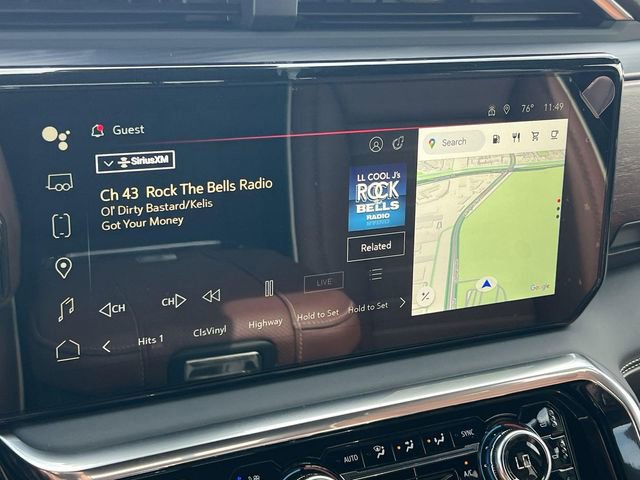 Guest
76° 11:49
SiriusXM
Search
Ch 43 Rock The Bells Radio
Ol' Dirty Bastard/Kelis
Got Your Money
LL COOL J's
ROCK
THE
BELLS
RADIO
Related
Google
CH CH
LIVE
Hits 1 ClsVinyl Highway Hold to Set Hold to Set
AUTO
SYNC
A/C